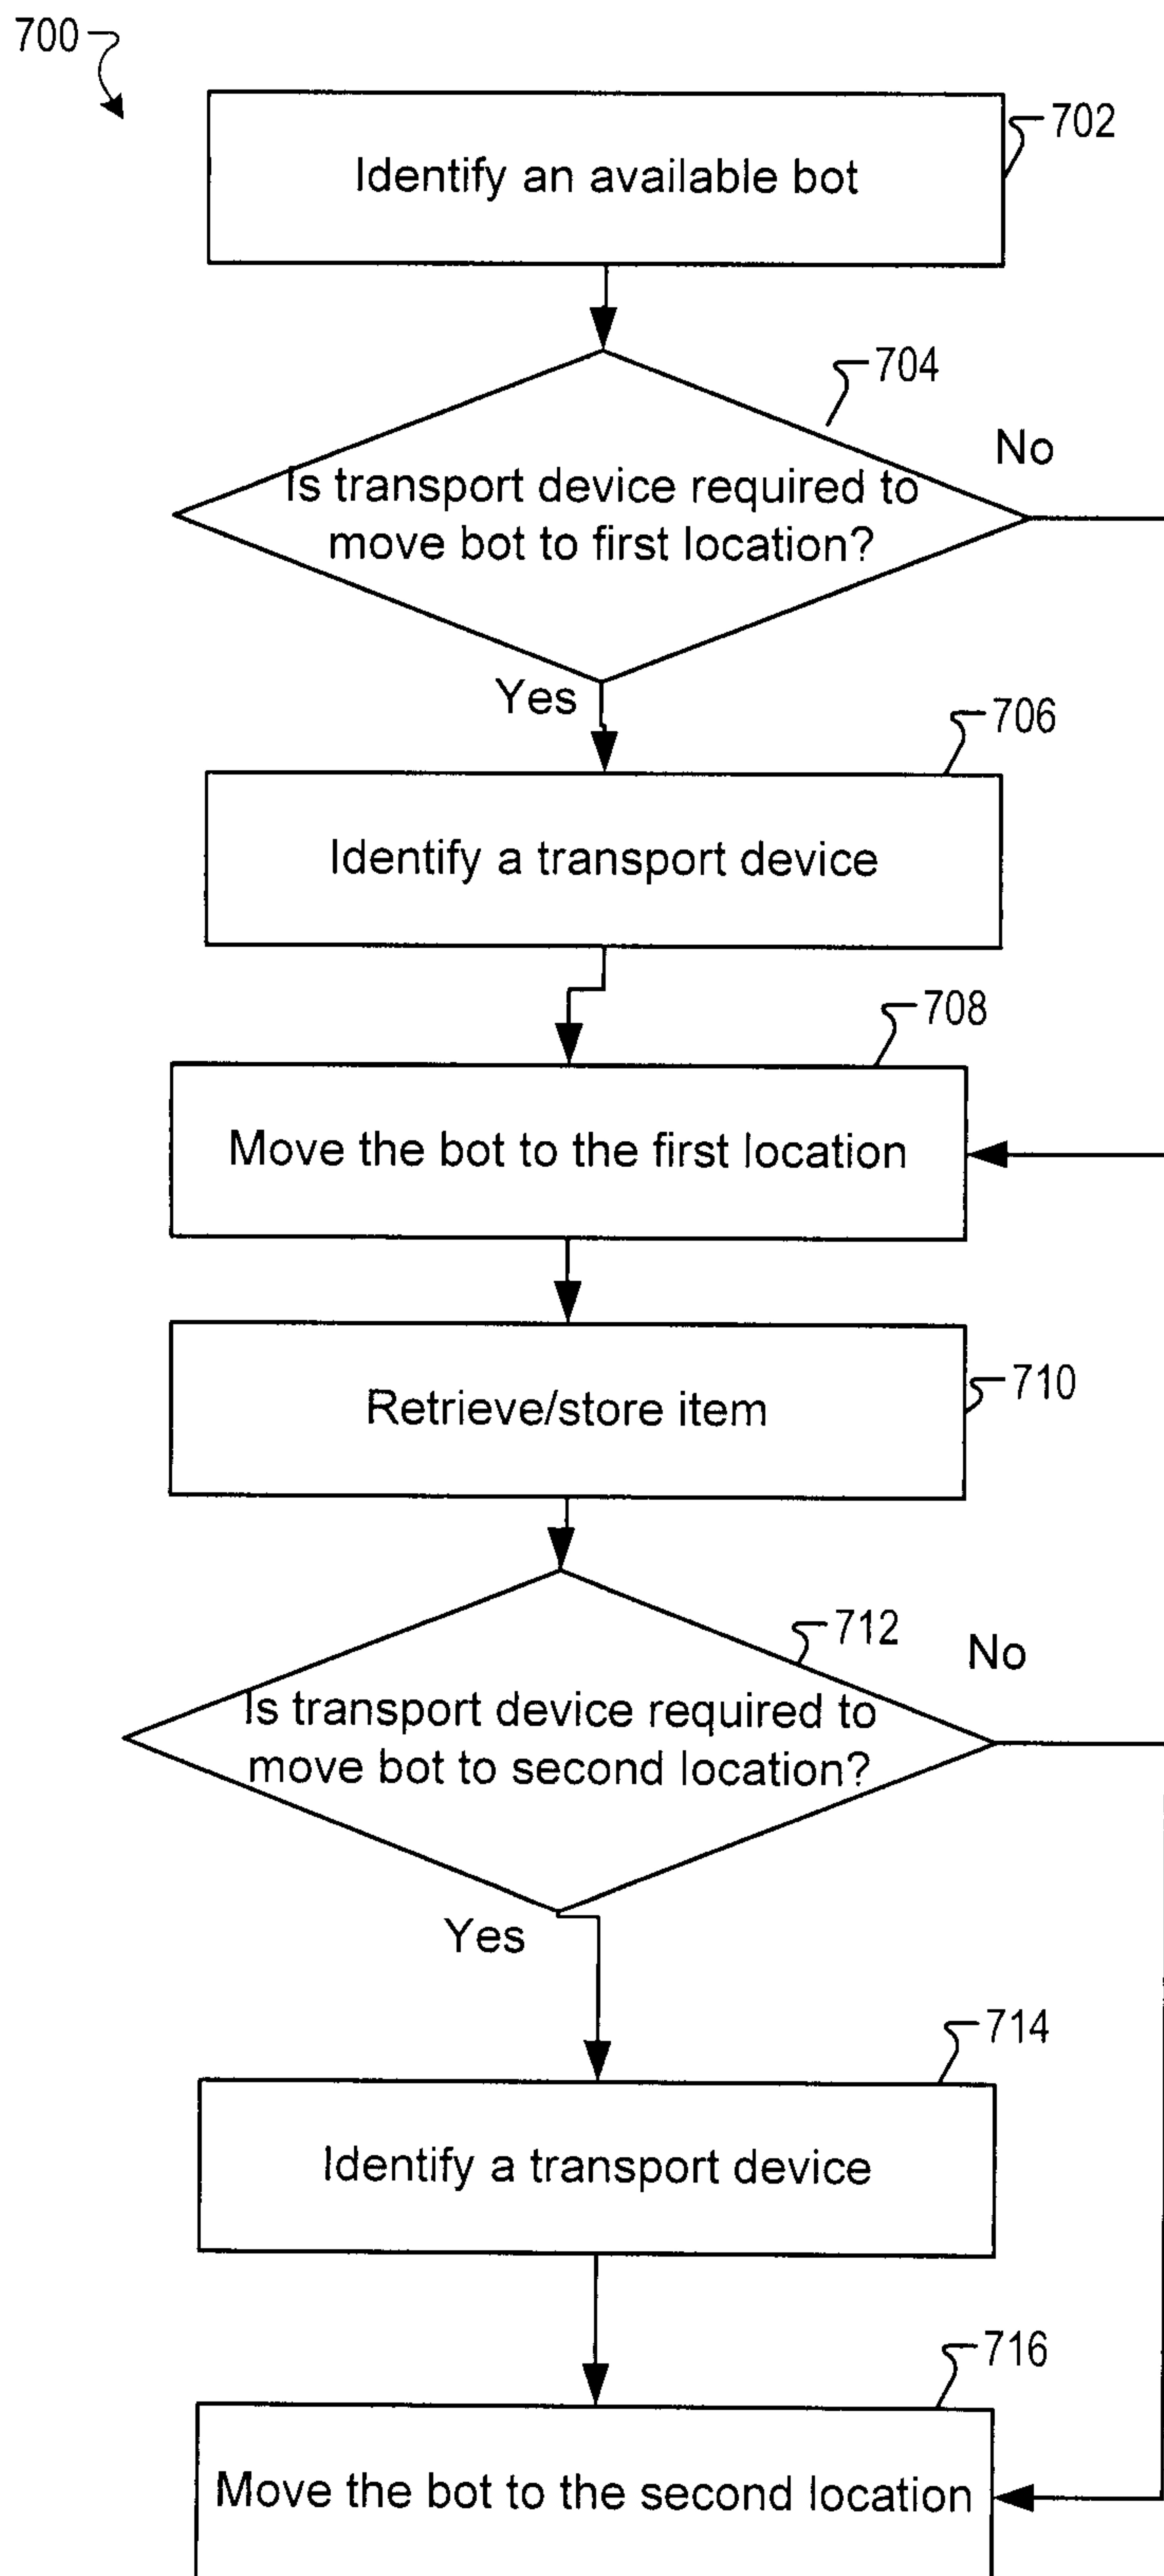 700
702
Identify an available bot
704
No
Is transport device required to
move bot to first location?
Yes
706
Identify a transport device
708
Move the bot to the first location
710
Retrieve/store item
712
No
Is transport device required to
move bot to second location?
Yes
714
Identify a transport device
716
Move the bot to the second location